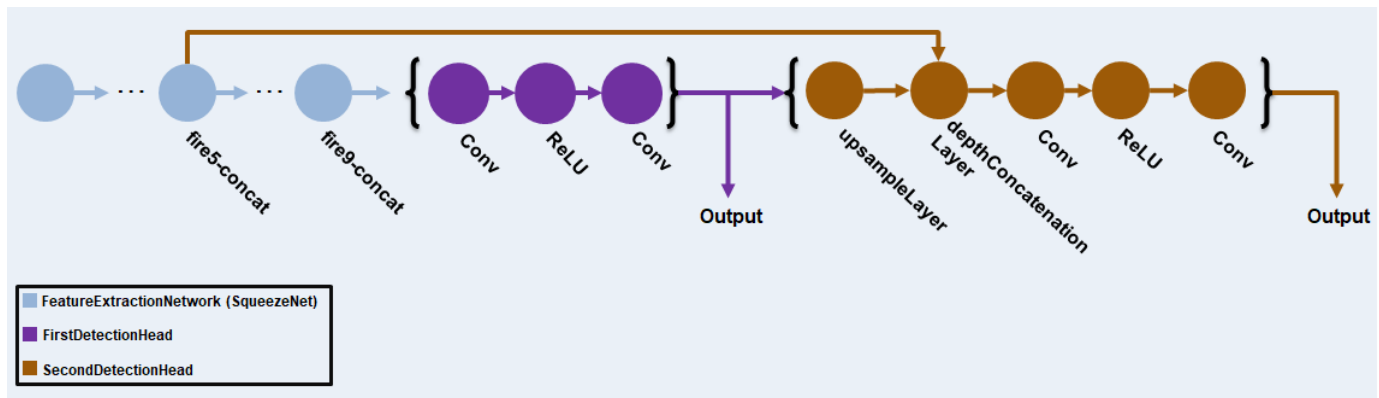 . . .
. . .
fire5-concat
fire9-concat
Conv
ReLU
Conv
Output
upsampleLayer
depthConcatenation
Layer
Conv
ReLU
Conv
Output
FeatureExtractionNetwork (SqueezeNet)
FirstDetectionHead
SecondDetectionHead